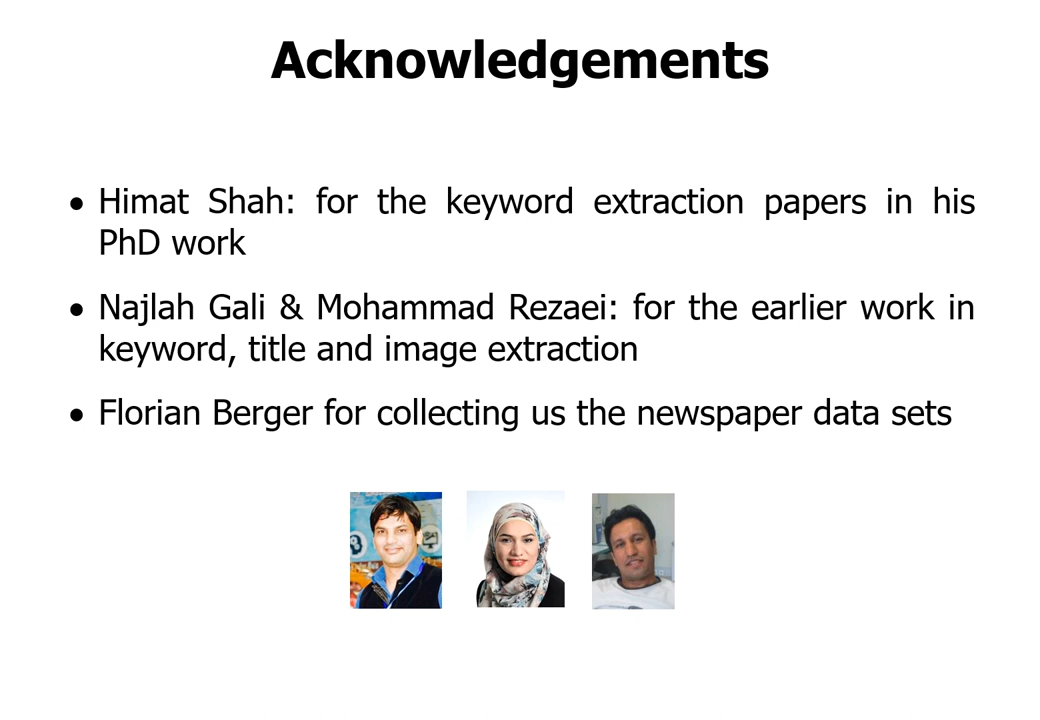 Acknowledgements
• Himat Shah: for the keyword extraction papers in his
PhD work
• Najlah Gali & Mohammad Rezaei: for the earlier work in
keyword, title and image extraction
• Florian Berger for collecting us the newspaper data sets